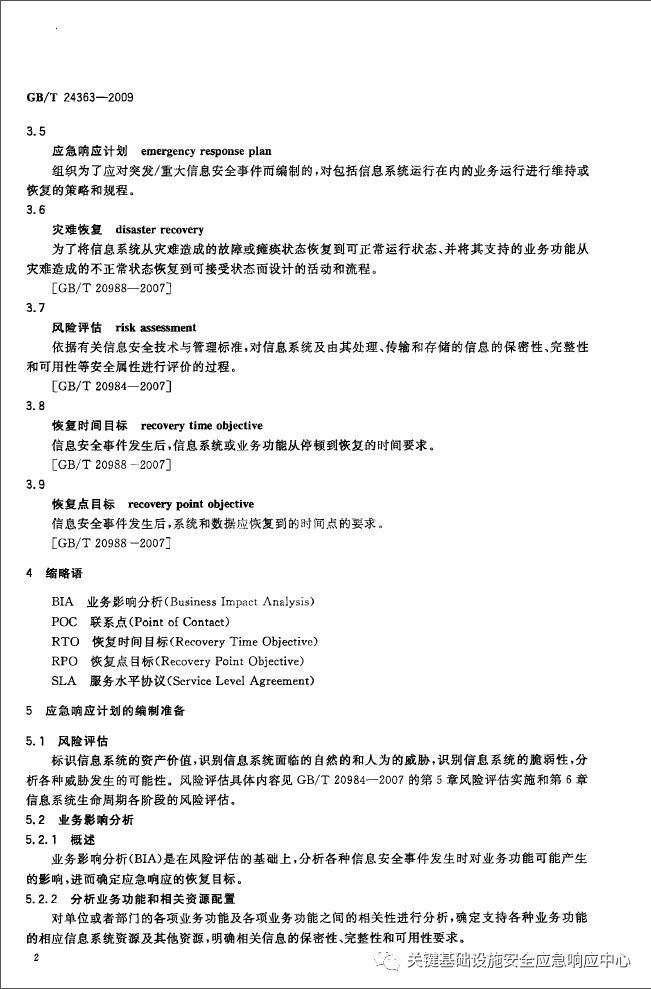 GB/T 24363—2009
3.5
应急响应计划 emergency response plan
组织为了应对突发/重大信息安全事件而编制的,对包括信息系统运行在内的业务运行进行维持或
恢复的策略和规程。
3.6
灾难恢复 disaster recovery
为了将信息系统从灾难造成的故障或瘫痪状态恢复到可正常运行状态、并将其支持的业务功能从
灾难造成的不正常状态恢复到可接受状态而设计的活动和流程。
[GB/T 20988—2007]
3.7
风险评估 risk assessment
依据有关信息安全技术与管理标准,对信息系统及由其处理、传输和存储的信息的保密性、完整性
和可用性等安全属性进行评价的过程。
[GB/T 20984—2007]
3.8
恢复时间目标 recovery time objective
信息安全事件发生后,信息系统或业务功能从停顿到恢复的时间要求。
[GB/T 20988—2007]
3.9
恢复点目标 recovery point objective
信息安全事件发生后,系统和数据应恢复到的时间点的要求。
[GB/T 20988—2007]
4 缩略语
BIA 业务影响分析(Business Impact Analysis)
POC 联系点(Point of Contact)
RTO 恢复时间目标(Recovery Time Objective)
RPO 恢复点目标(Recovery Point Objective)
SLA 服务水平协议(Service Level Agreement)
5 应急响应计划的编制准备
5.1 风险评估
标识信息系统的资产价值,识别信息系统面临的自然的和人为的威胁,识别信息系统的脆弱性,分
析各种威胁发生的可能性。风险评估具体内容见 GB/T 20984—2007 的第 5 章风险评估实施和第 6 章
信息系统生命周期各阶段的风险评估。
5.2 业务影响分析
5.2.1 概述
业务影响分析(BIA)是在风险评估的基础上,分析各种信息安全事件发生时对业务功能可能产生
的影响,进而确定应急响应的恢复目标。
5.2.2 分析业务功能和相关资源配置
对单位或者部门的各项业务功能及各项业务功能之间的相关性进行分析,确定支持各种业务功能
的相应信息系统资源及其他资源,明确相关信息的保密性、完整性和可用性要求。
2
关键基础设施安全应急响应中心